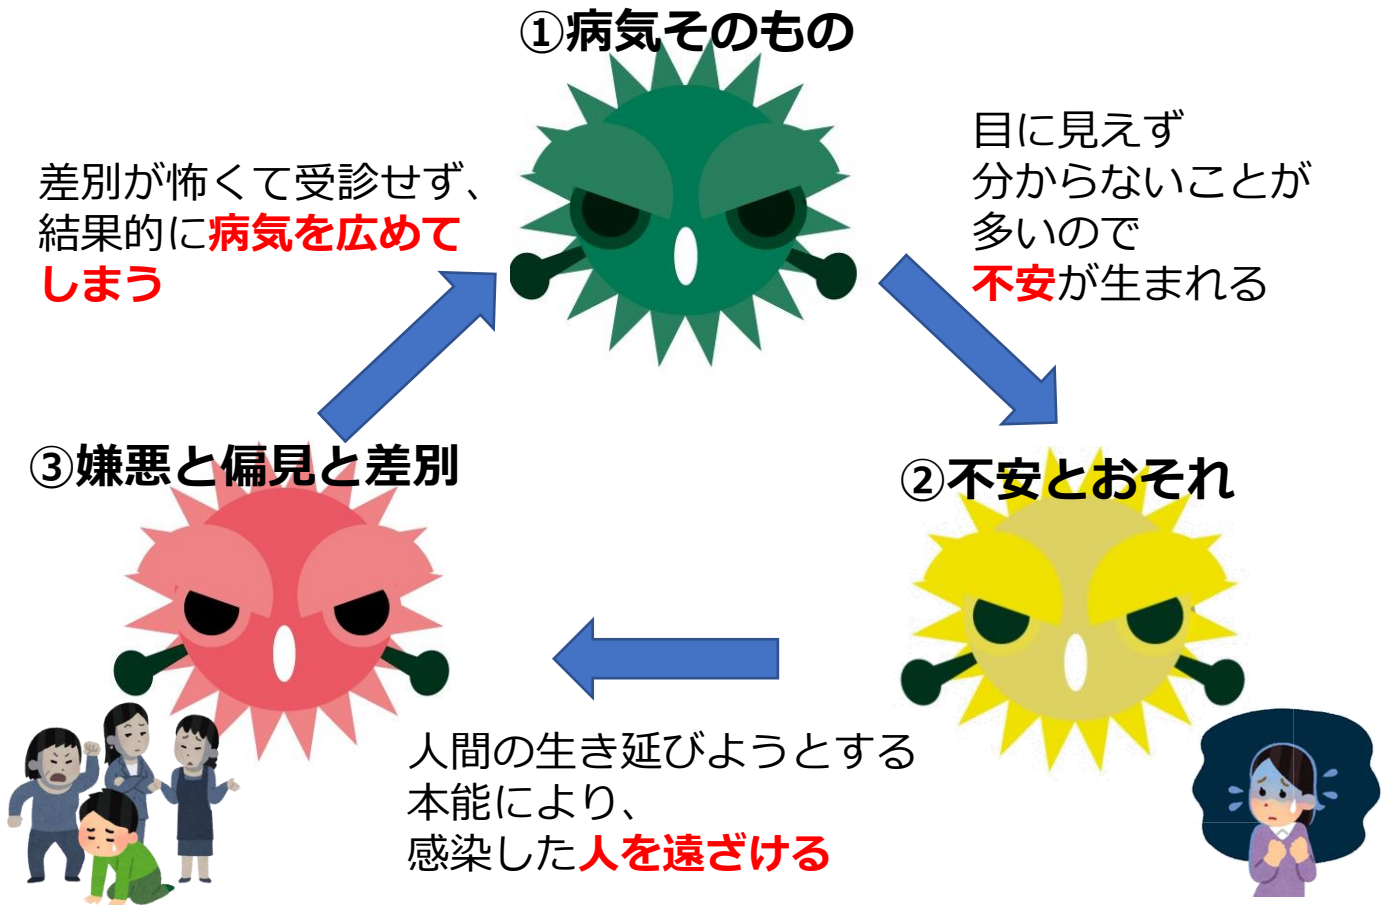 ①病気そのもの
目に見えず
分からないことが
多いので
不安が生まれる
②不安とおそれ
人間の生き延びようとする
本能により、
感染した人を遠ざける
③嫌悪と偏見と差別
差別が怖くて受診せず、
結果的に病気を広めて
しまう